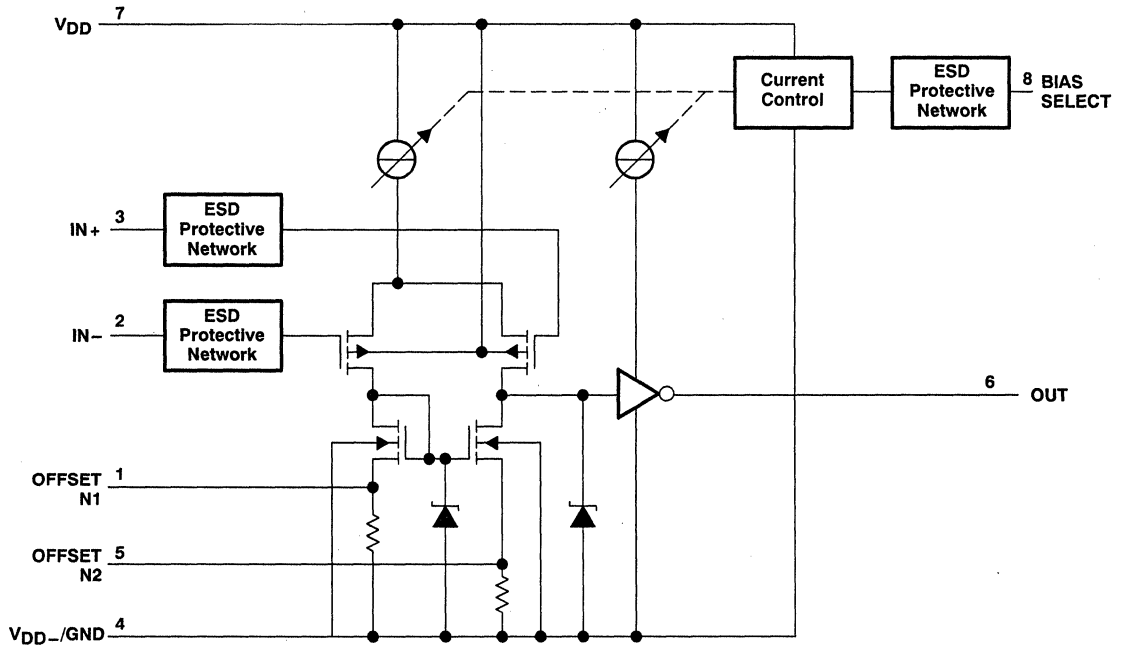 VDD 7
Current
Control
ESD
Protective
Network
8 BIAS
SELECT
IN+ 3
ESD
Protective
Network
IN− 2
ESD
Protective
Network
6 OUT
OFFSET 1
N1
OFFSET 5
N2
VDD−/GND 4